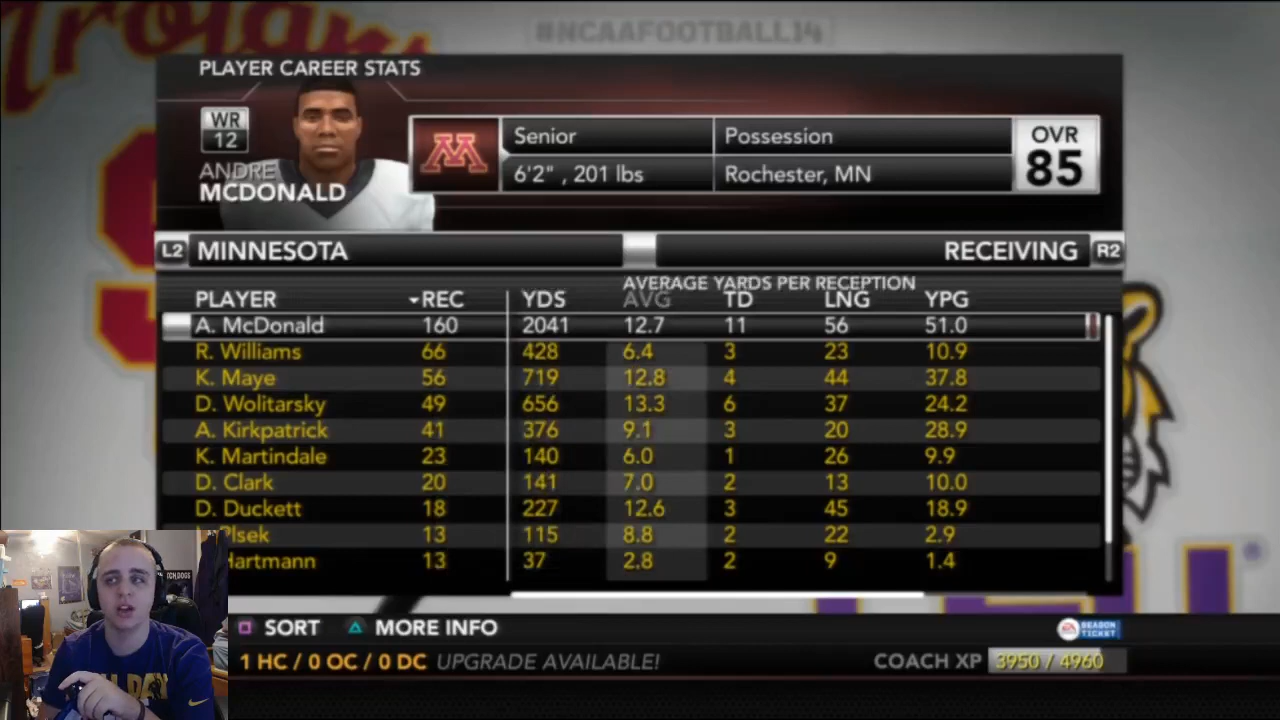 Trojans
#NCAAFOOTBALL14
PLAYER CAREER STATS
WR
12
ANDRE
MCDONALD
M
Senior
Possession
6'2" , 201 lbs
Rochester, MN
OVR
85
L2 MINNESOTA
RECEIVING R2
AVERAGE YARDS PER RECEPTION
PLAYER REC YDS AVG TD LNG YPG
A. McDonald 160 2041 12.7 11 56 51.0
R. Williams 66 428 6.4 3 23 10.9
K. Maye 56 719 12.8 4 44 37.8
D. Wolitarsky 49 656 13.3 6 37 24.2
A. Kirkpatrick 41 376 9.1 3 20 28.9
K. Martindale 23 140 6.0 1 26 9.9
D. Clark 20 141 7.0 2 13 10.0
D. Duckett 18 227 12.6 3 45 18.9
Plsek 13 115 8.8 2 22 2.9
Hartmann 13 37 2.8 2 9 1.4
SORT MORE INFO
EA SEASON TICKET
1 HC / 0 OC / 0 DC UPGRADE AVAILABLE!
COACH XP 3950 / 4960